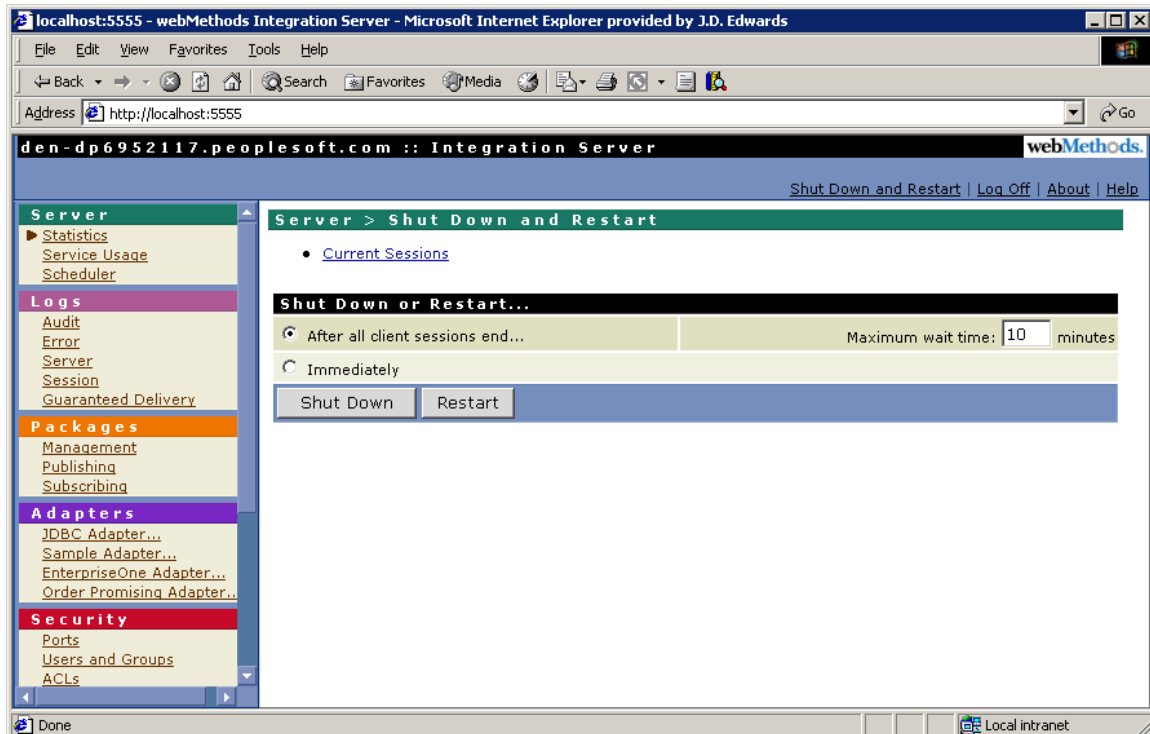 localhost:5555 - webMethods Integration Server - Microsoft Internet Explorer provided by J.D. Edwards
File Edit View Favorites Tools Help
Back Search Favorites Media
Address http://localhost:5555 Go
den-dp6952117.peoplesoft.com :: Integration Server webMethods.
Shut Down and Restart | Log Off | About | Help
Server
Statistics
Service Usage
Scheduler
Logs
Audit
Error
Server
Session
Guaranteed Delivery
Packages
Management
Publishing
Subscribing
Adapters
JDBC Adapter...
Sample Adapter...
EnterpriseOne Adapter...
Order Promising Adapter..
Security
Ports
Users and Groups
ACLs
Server > Shut Down and Restart
Current Sessions
Shut Down or Restart...
After all client sessions end... Maximum wait time: 10 minutes
Immediately
Shut Down Restart
Done Local intranet